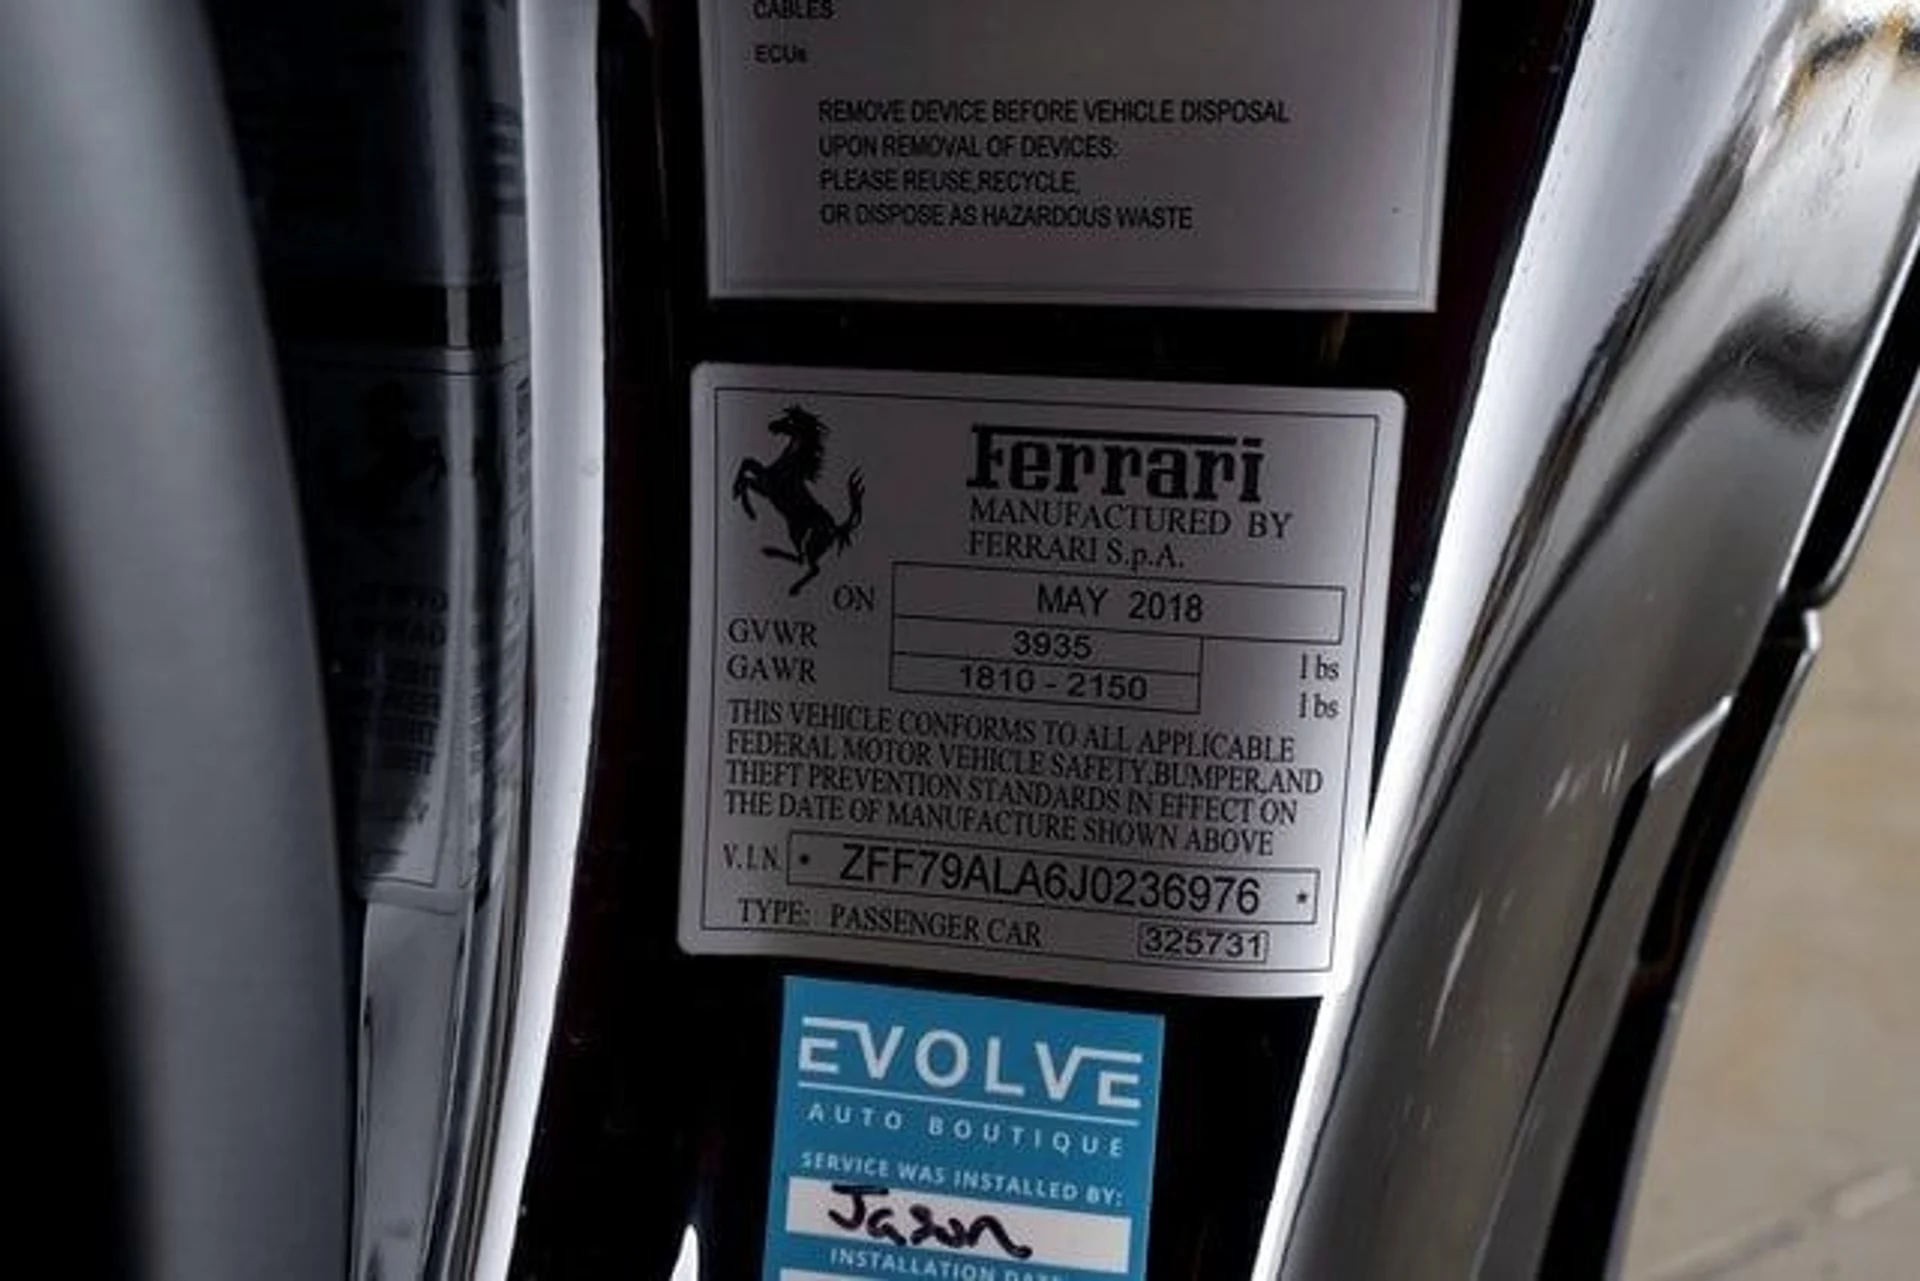 CABLES
ECUs
REMOVE DEVICE BEFORE VEHICLE DISPOSAL
UPON REMOVAL OF DEVICES:
PLEASE REUSE,RECYCLE,
OR DISPOSE AS HAZARDOUS WASTE
Ferrari
MANUFACTURED BY
FERRARI S.p.A.
ON MAY 2018
GVWR 3935 lbs
GAWR 1810 - 2150 lbs
THIS VEHICLE CONFORMS TO ALL APPLICABLE
FEDERAL MOTOR VEHICLE SAFETY,BUMPER,AND
THEFT PREVENTION STANDARDS IN EFFECT ON
THE DATE OF MANUFACTURE SHOWN ABOVE
V.I.N. * ZFF79ALA6J0236976 *
TYPE: PASSENGER CAR 325731
EVOLVE
AUTO BOUTIQUE
SERVICE WAS INSTALLED BY:
Jason
INSTALLATION DATE